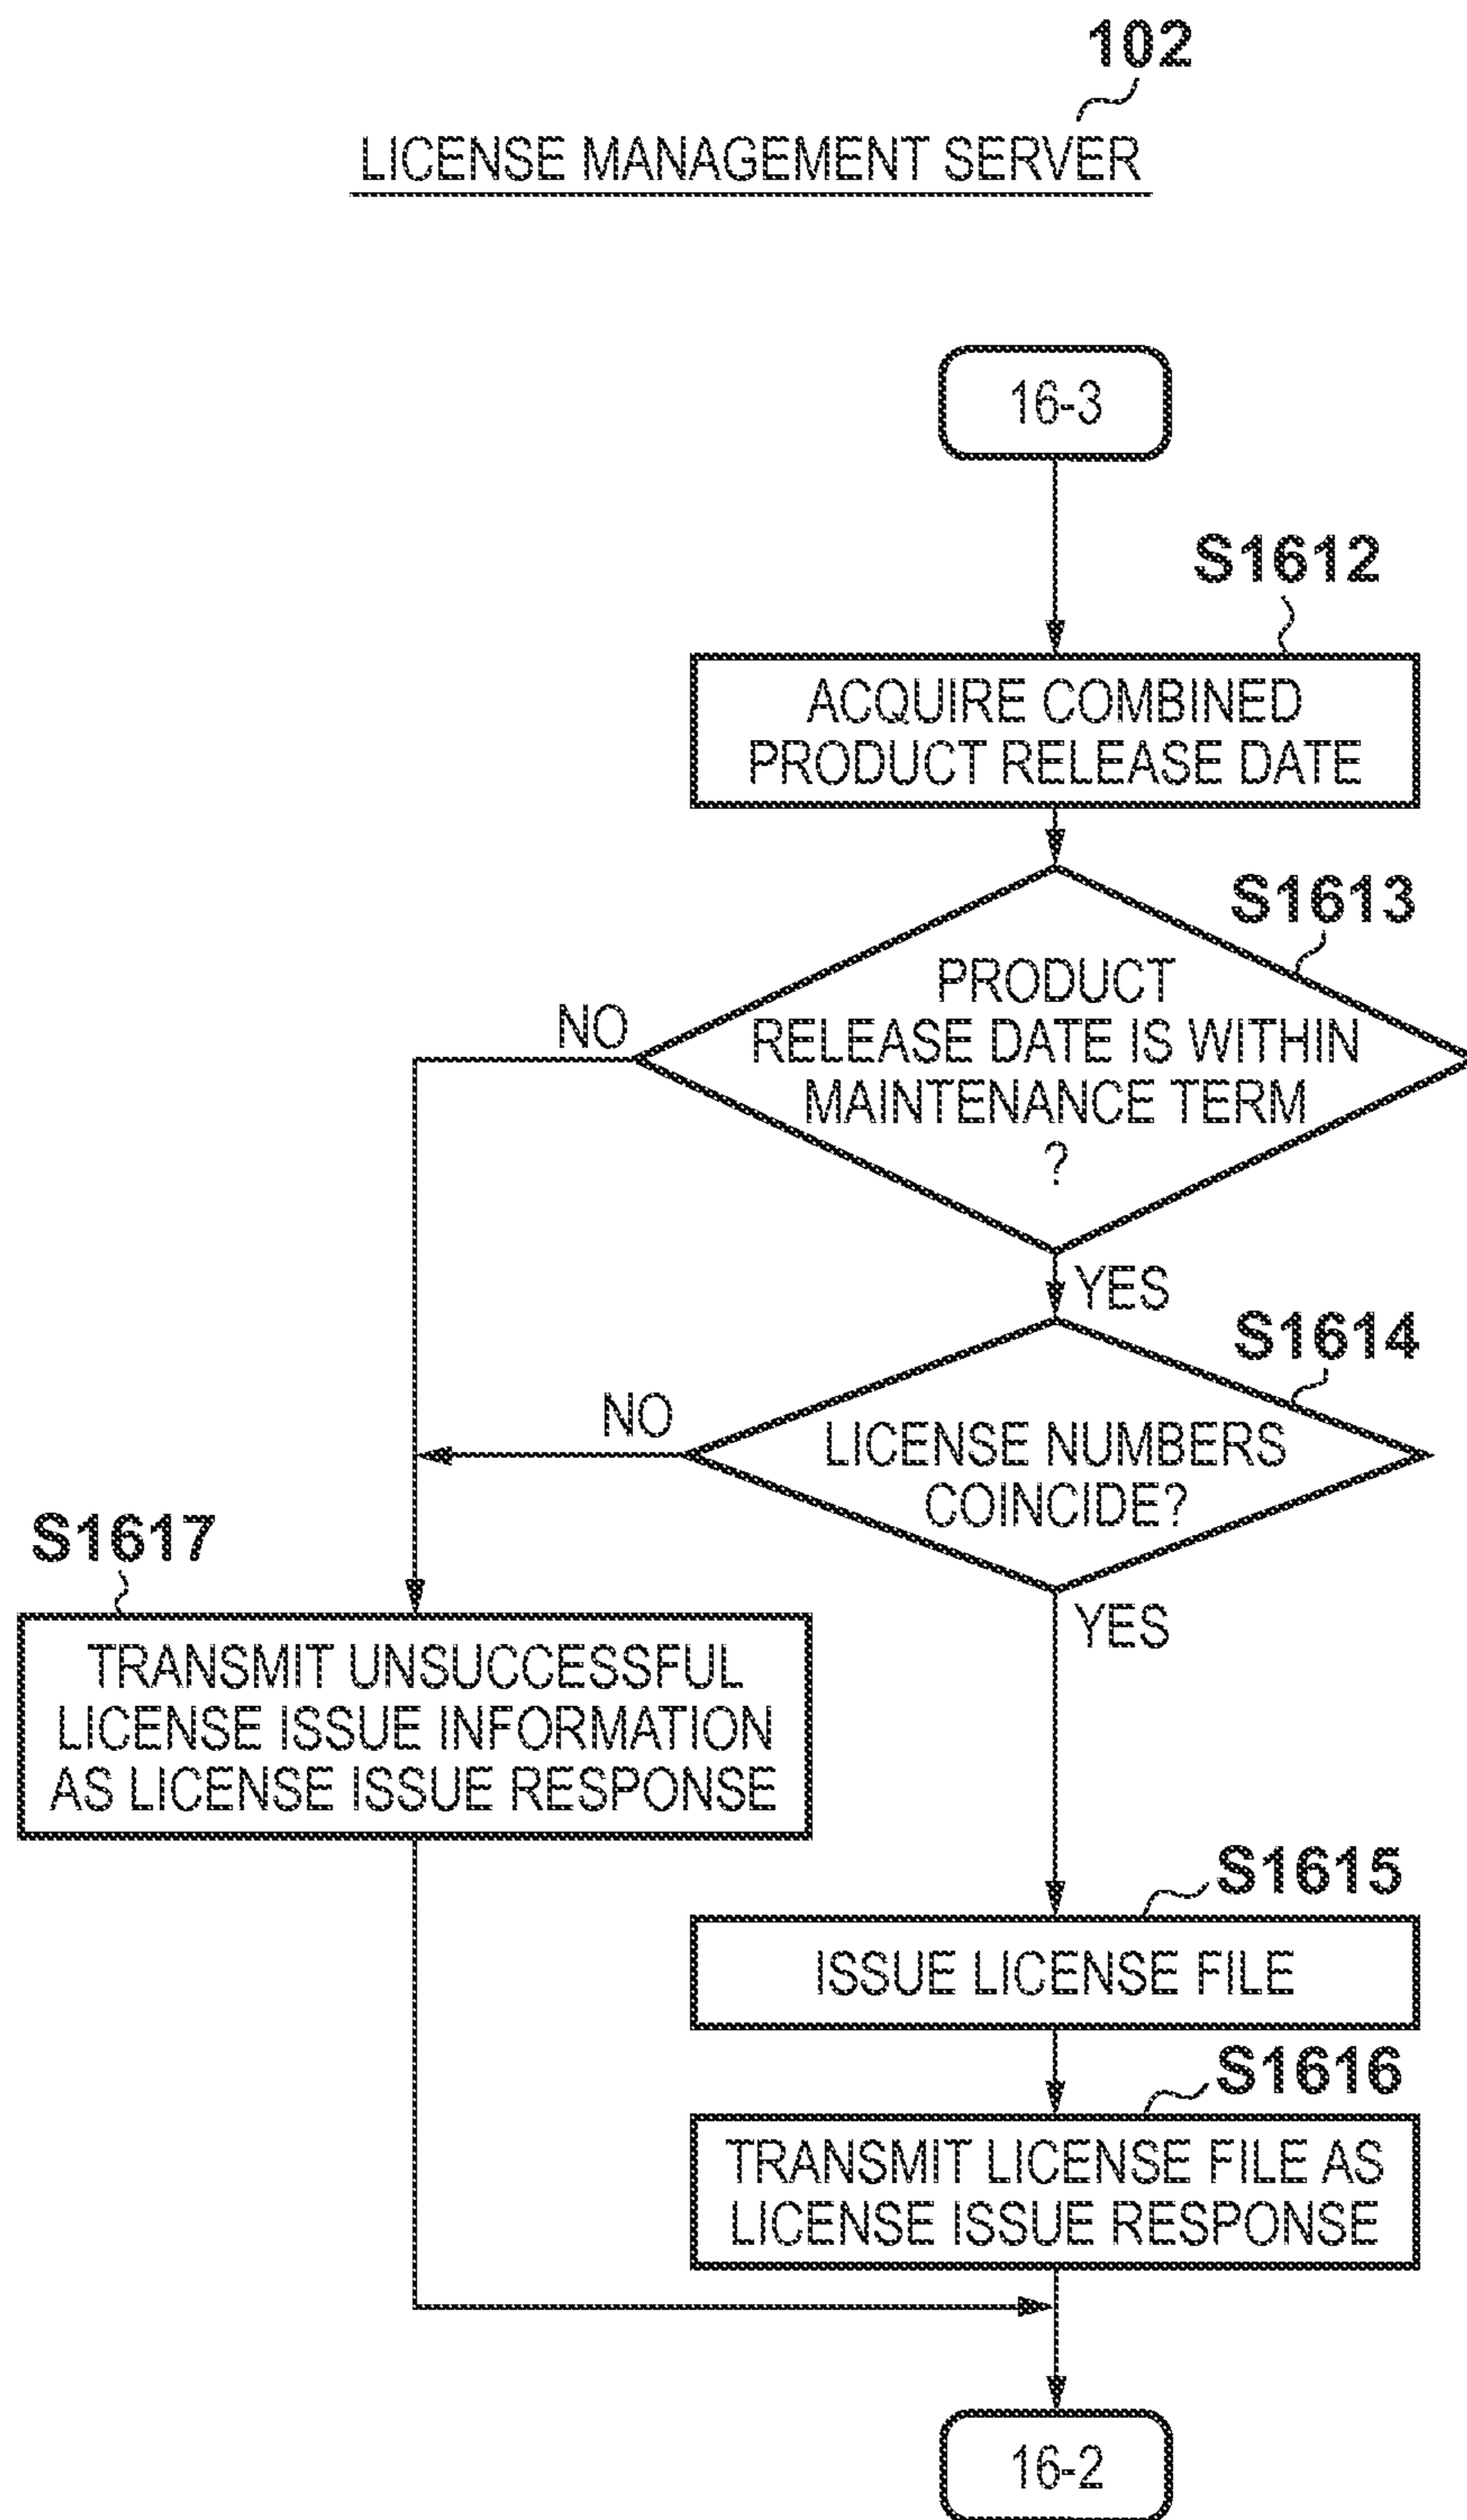 102
LICENSE MANAGEMENT SERVER
16-3
S1612
ACQUIRE COMBINED
PRODUCT RELEASE DATE
S1613
PRODUCT
RELEASE DATE IS WITHIN
MAINTENANCE TERM
?
NO
YES
S1614
LICENSE NUMBERS
COINCIDE?
NO
YES
S1617
TRANSMIT UNSUCCESSFUL
LICENSE ISSUE INFORMATION
AS LICENSE ISSUE RESPONSE
S1615
ISSUE LICENSE FILE
S1616
TRANSMIT LICENSE FILE AS
LICENSE ISSUE RESPONSE
16-2